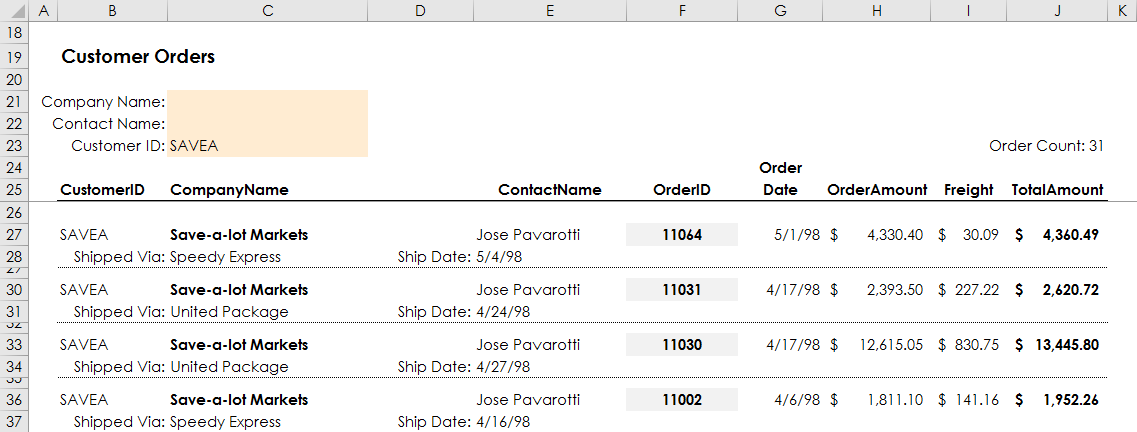 A B C D E F G H I J K
18
19 Customer Orders
20
21 Company Name:
22 Contact Name:
23 Customer ID: SAVEA Order Count: 31
24 Order
25 CustomerID CompanyName ContactName OrderID Date OrderAmount Freight TotalAmount
26
27 SAVEA Save-a-lot Markets Jose Pavarotti 11064 5/1/98 $ 4,330.40 $ 30.09 $ 4,360.49
28 Shipped Via: Speedy Express Ship Date: 5/4/98
30 SAVEA Save-a-lot Markets Jose Pavarotti 11031 4/17/98 $ 2,393.50 $ 227.22 $ 2,620.72
31 Shipped Via: United Package Ship Date: 4/24/98
33 SAVEA Save-a-lot Markets Jose Pavarotti 11030 4/17/98 $ 12,615.05 $ 830.75 $ 13,445.80
34 Shipped Via: United Package Ship Date: 4/27/98
36 SAVEA Save-a-lot Markets Jose Pavarotti 11002 4/6/98 $ 1,811.10 $ 141.16 $ 1,952.26
37 Shipped Via: Speedy Express Ship Date: 4/16/98